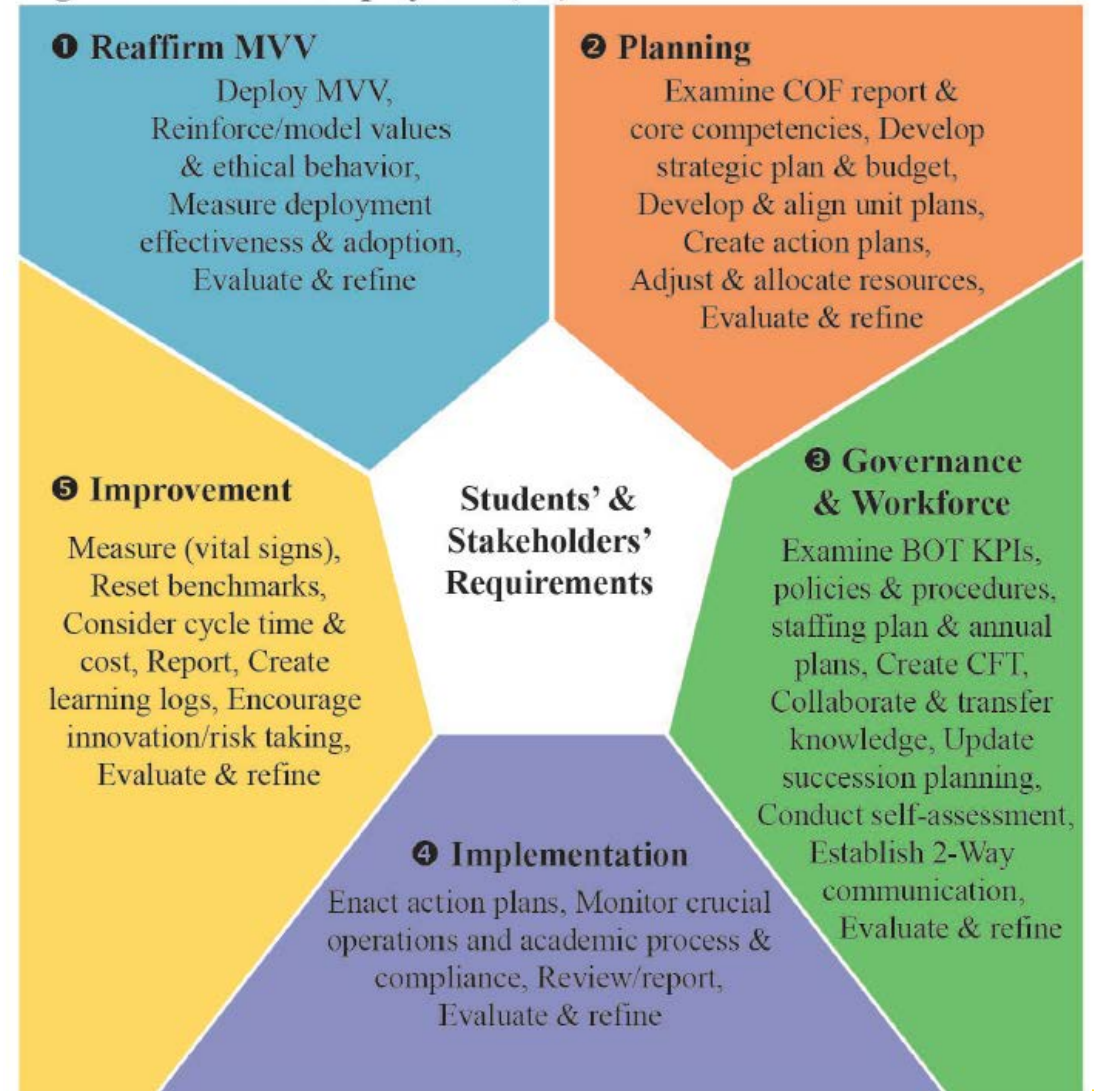 ❶ Reaffirm MVV
Deploy MVV,
Reinforce/model values
& ethical behavior,
Measure deployment
effectiveness & adoption,
Evaluate & refine
❷ Planning
Examine COF report &
core competencies, Develop
strategic plan & budget,
Develop & align unit plans,
Create action plans,
Adjust & allocate resources,
Evaluate & refine
❸ Governance
& Workforce
Examine BOT KPIs,
policies & procedures,
staffing plan & annual
plans, Create CFT,
Collaborate & transfer
knowledge, Update
succession planning,
Conduct self-assessment,
Establish 2-Way
communication,
Evaluate & refine
❹ Implementation
Enact action plans, Monitor crucial
operations and academic process &
compliance, Review/report,
Evaluate & refine
❺ Improvement
Measure (vital signs),
Reset benchmarks,
Consider cycle time &
cost, Report, Create
learning logs, Encourage
innovation/risk taking,
Evaluate & refine
Students' &
Stakeholders'
Requirements